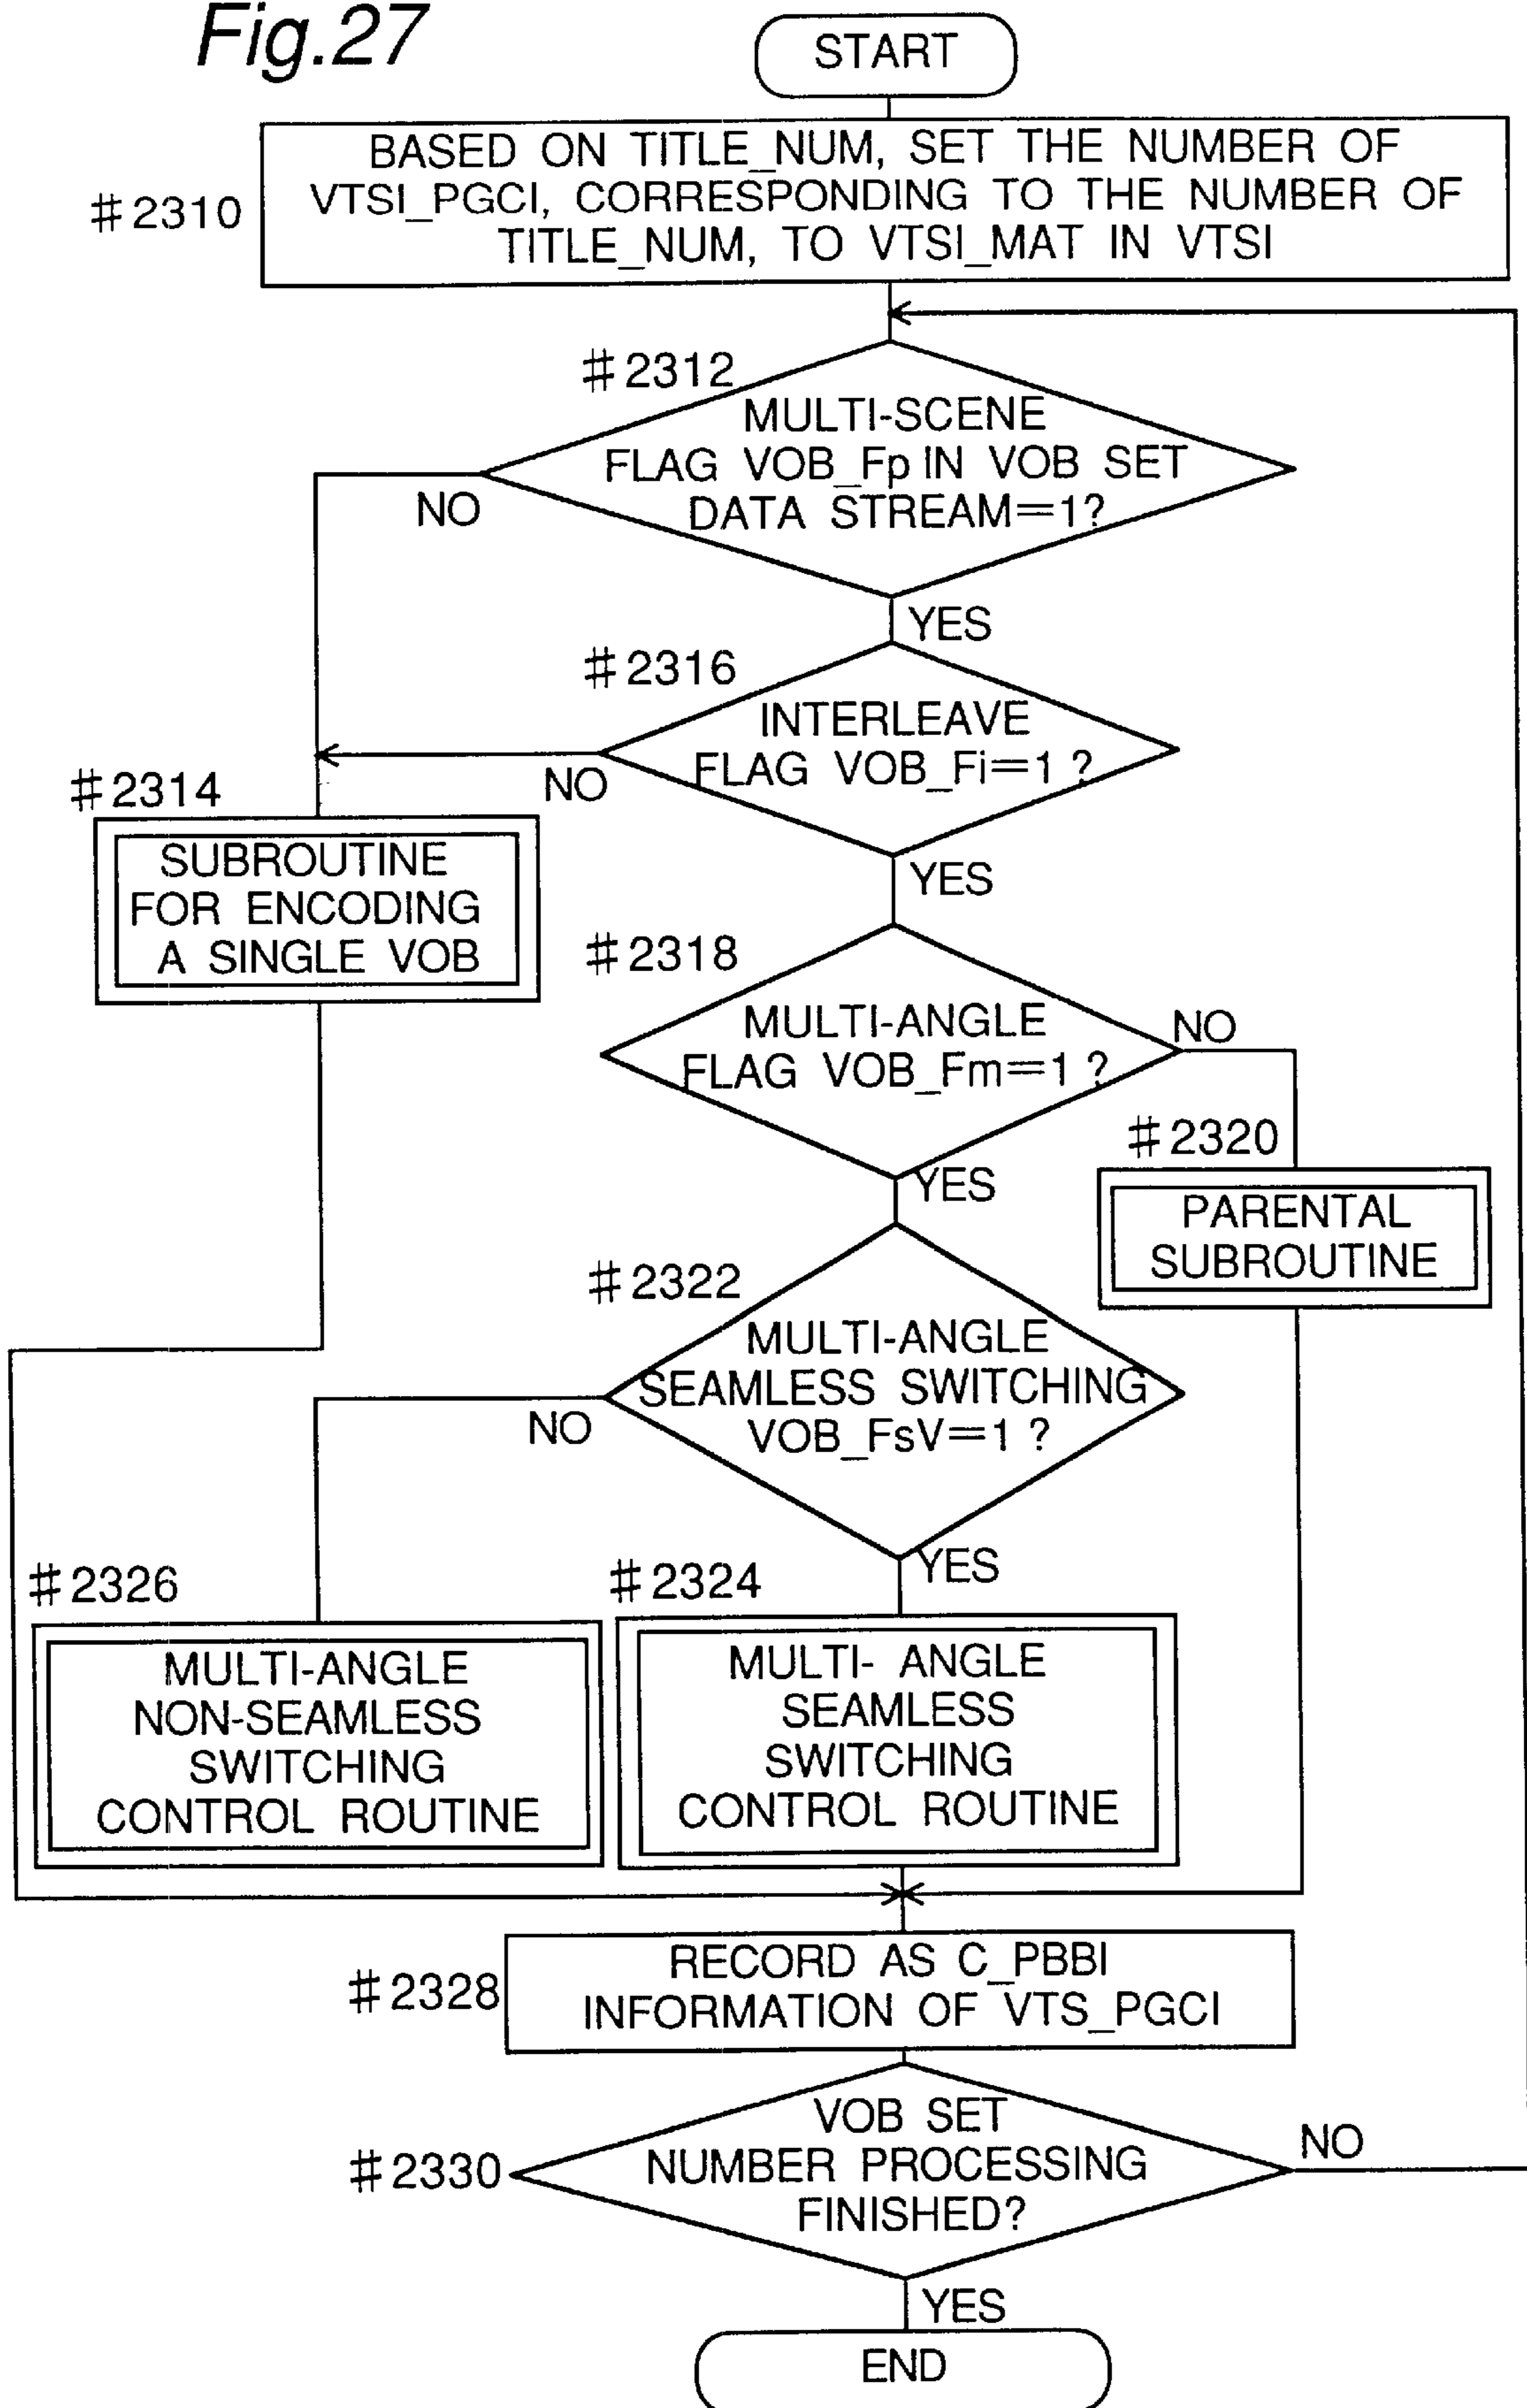 Fig.27
START
#2310
BASED ON TITLE_NUM, SET THE NUMBER OF
VTSI_PGCI, CORRESPONDING TO THE NUMBER OF
TITLE_NUM, TO VTSI_MAT IN VTSI
#2312
MULTI-SCENE
FLAG VOB_Fp IN VOB SET
DATA STREAM=1?
NO
YES
#2316
INTERLEAVE
FLAG VOB_Fi=1 ?
NO
YES
#2314
SUBROUTINE
FOR ENCODING
A SINGLE VOB
#2318
MULTI-ANGLE
FLAG VOB_Fm=1 ?
NO
YES
#2320
PARENTAL
SUBROUTINE
#2322
MULTI-ANGLE
SEAMLESS SWITCHING
VOB_FsV=1 ?
NO
YES
#2326
MULTI-ANGLE
NON-SEAMLESS
SWITCHING
CONTROL ROUTINE
#2324
MULTI- ANGLE
SEAMLESS
SWITCHING
CONTROL ROUTINE
#2328
RECORD AS C_PBBI
INFORMATION OF VTS_PGCI
#2330
VOB SET
NUMBER PROCESSING
FINISHED?
NO
YES
END